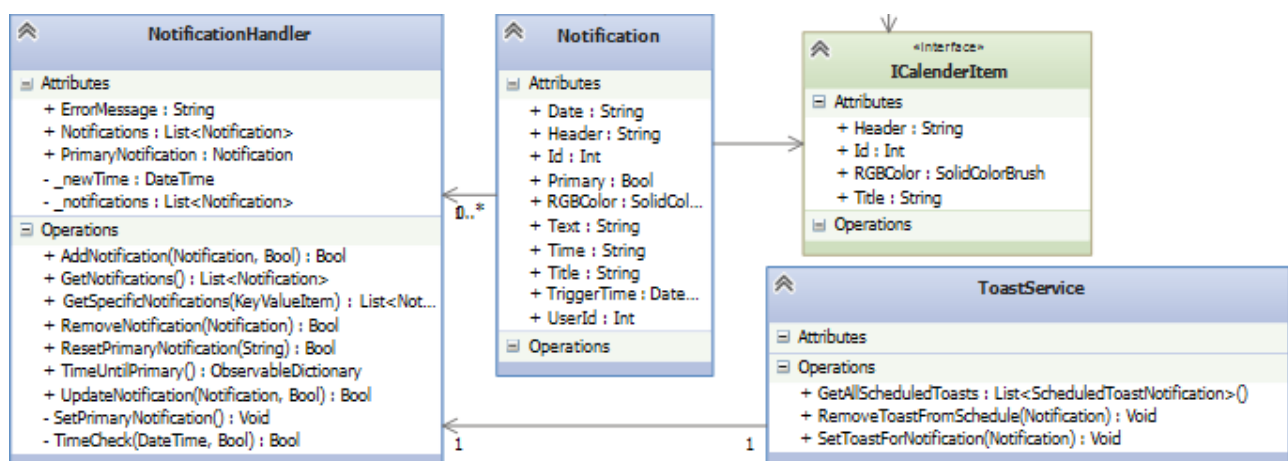 NotificationHandler
Attributes
+ ErrorMessage : String
+ Notifications : List<Notification>
+ PrimaryNotification : Notification
- _newTime : DateTime
- _notifications : List<Notification>
Operations
+ AddNotification(Notification, Bool) : Bool
+ GetNotifications() : List<Notification>
+ GetSpecificNotifications(KeyValueItem) : List<Not...
+ RemoveNotification(Notification) : Bool
+ ResetPrimaryNotification(String) : Bool
+ TimeUntilPrimary() : ObservableDictionary
+ UpdateNotification(Notification, Bool) : Bool
- SetPrimaryNotification() : Void
- TimeCheck(DateTime, Bool) : Bool
Notification
Attributes
+ Date : String
+ Header : String
+ Id : Int
+ Primary : Bool
+ RGBColor : SolidCol...
+ Text : String
+ Time : String
+ Title : String
+ TriggerTime : Date...
+ UserId : Int
Operations
0..*
«interface»
ICalenderItem
Attributes
+ Header : String
+ Id : Int
+ RGBColor : SolidColorBrush
+ Title : String
Operations
ToastService
Attributes
Operations
+ GetAllScheduledToasts : List<ScheduledToastNotification>()
+ RemoveToastFromSchedule(Notification) : Void
+ SetToastForNotification(Notification) : Void
1
1